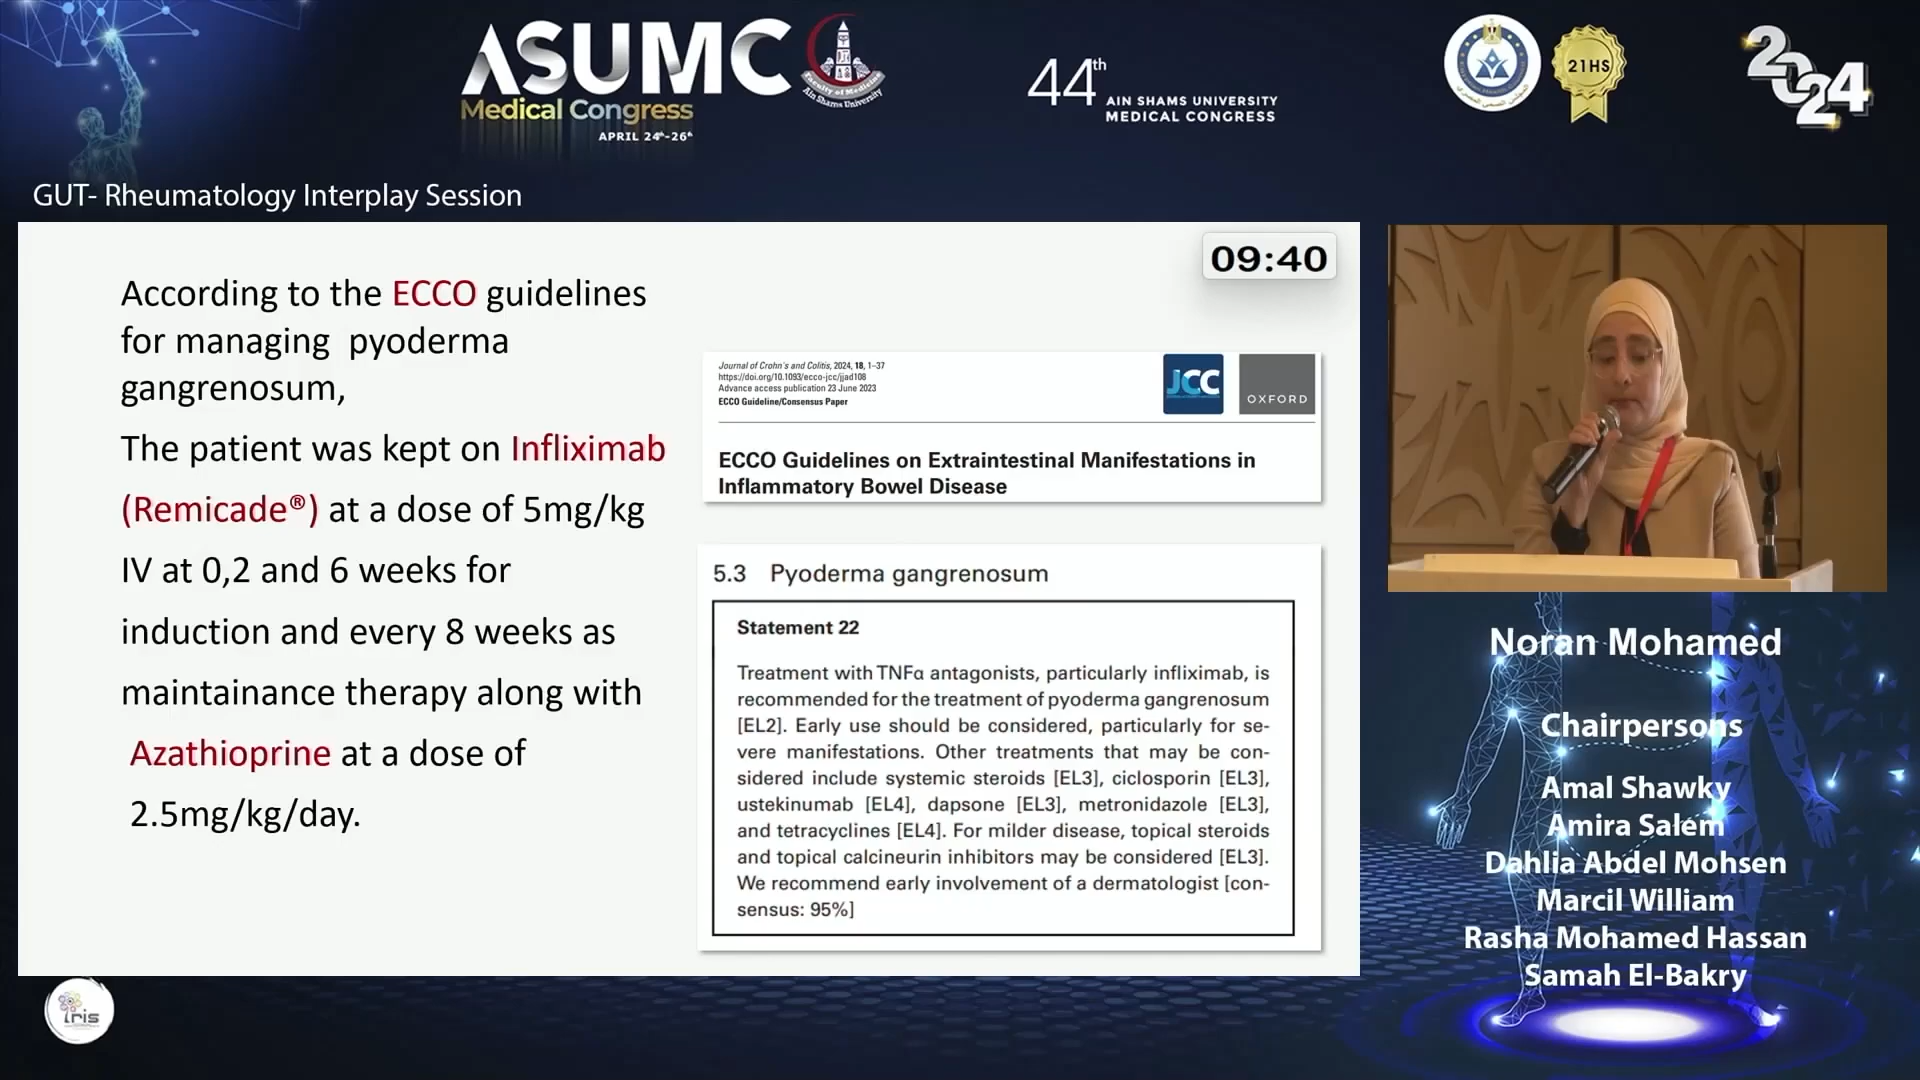 ASUMC
Medical Congress
APRIL 24th-26th
Faculty of Medicine
Ain Shams University
44th
AIN SHAMS UNIVERSITY
MEDICAL CONGRESS
21HS
2024
GUT- Rheumatology Interplay Session
09:40
According to the ECCO guidelines
for managing pyoderma
gangrenosum,
The patient was kept on Infliximab
(Remicade®) at a dose of 5mg/kg
IV at 0,2 and 6 weeks for
induction and every 8 weeks as
maintainance therapy along with
Azathioprine at a dose of
2.5mg/kg/day.
Journal of Crohn's and Colitis, 2024, 18, 1–37
https://doi.org/10.1093/ecco-jcc/jjad108
Advance access publication 23 June 2023
ECCO Guideline/Consensus Paper
JCC
OXFORD
ECCO Guidelines on Extraintestinal Manifestations in
Inflammatory Bowel Disease
5.3 Pyoderma gangrenosum
Statement 22
Treatment with TNFα antagonists, particularly infliximab, is
recommended for the treatment of pyoderma gangrenosum
[EL2]. Early use should be considered, particularly for se-
vere manifestations. Other treatments that may be con-
sidered include systemic steroids [EL3], ciclosporin [EL3],
ustekinumab [EL4], dapsone [EL3], metronidazole [EL3],
and tetracyclines [EL4]. For milder disease, topical steroids
and topical calcineurin inhibitors may be considered [EL3].
We recommend early involvement of a dermatologist [con-
sensus: 95%]
Noran Mohamed
Chairpersons
Amal Shawky
Amira Salem
Dahlia Abdel Mohsen
Marcil William
Rasha Mohamed Hassan
Samah El-Bakry
iris